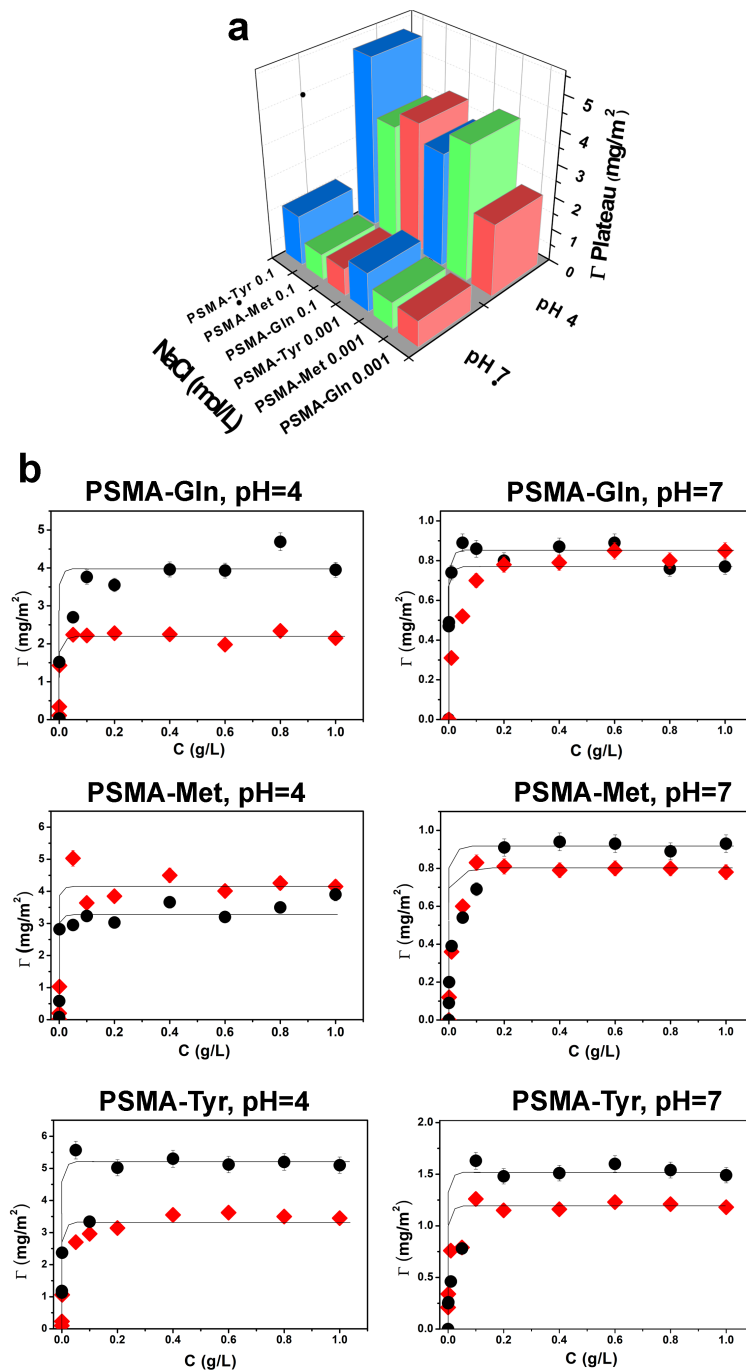 a
5
4
3
2
1
0
Γ Plateau (mg/m²)
pH 4
pH 7
PSMA-Tyr 0.1
PSMA-Met 0.1
PSMA-Gln 0.1
PSMA-Tyr 0.001
PSMA-Met 0.001
PSMA-Gln 0.001
NaCl (mol/L)
b
PSMA-Gln, pH=4
5
4
3
2
1
0
Γ (mg/m²)
0.0 0.2 0.4 0.6 0.8 1.0
C (g/L)
PSMA-Gln, pH=7
1.0
0.8
0.6
0.4
0.2
0.0
Γ (mg/m²)
0.0 0.2 0.4 0.6 0.8 1.0
C (g/L)
PSMA-Met, pH=4
6
5
4
3
2
1
0
Γ (mg/m²)
0.0 0.2 0.4 0.6 0.8 1.0
C (g/L)
PSMA-Met, pH=7
1.0
0.8
0.6
0.4
0.2
0.0
Γ (mg/m²)
0.0 0.2 0.4 0.6 0.8 1.0
C (g/L)
PSMA-Tyr, pH=4
6
5
4
3
2
1
0
Γ (mg/m²)
0.0 0.2 0.4 0.6 0.8 1.0
C (g/L)
PSMA-Tyr, pH=7
2.0
1.5
1.0
0.5
0.0
Γ (mg/m²)
0.0 0.2 0.4 0.6 0.8 1.0
C (g/L)